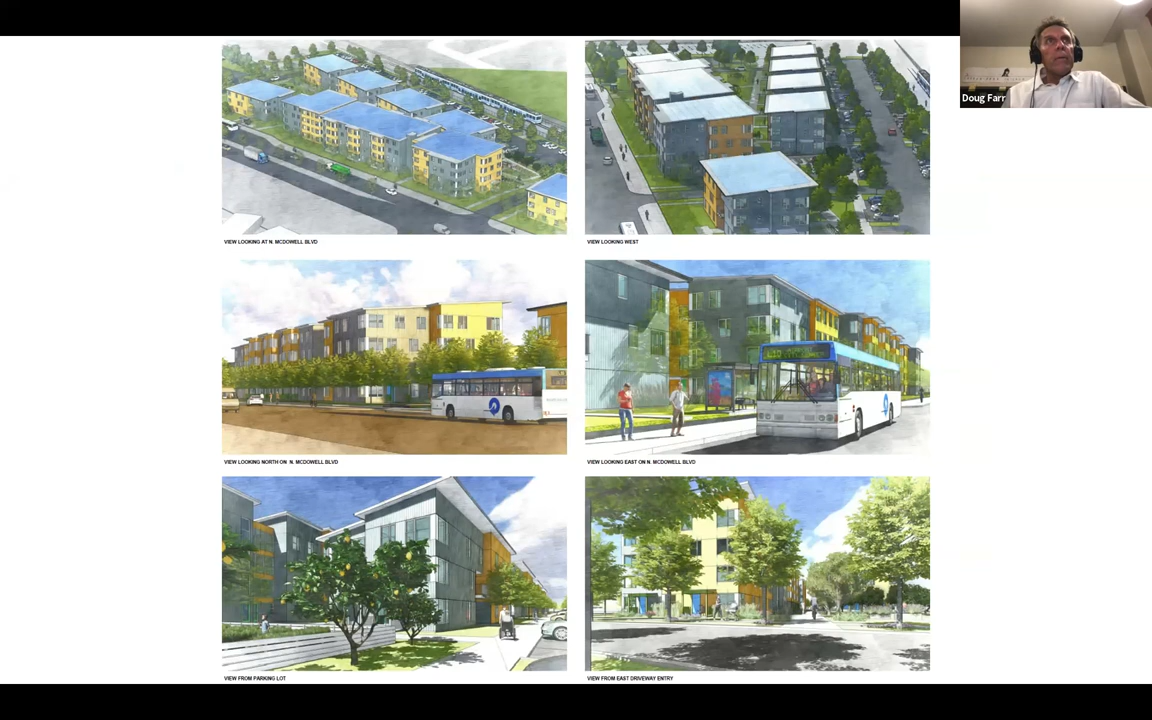 Doug Farr
VIEW LOOKING AT N. MCDOWELL BLVD
VIEW LOOKING WEST
VIEW LOOKING NORTH ON N. MCDOWELL BLVD
VIEW LOOKING EAST ON N. MCDOWELL BLVD
VIEW FROM PARKING LOT
VIEW FROM EAST DRIVEWAY ENTRY